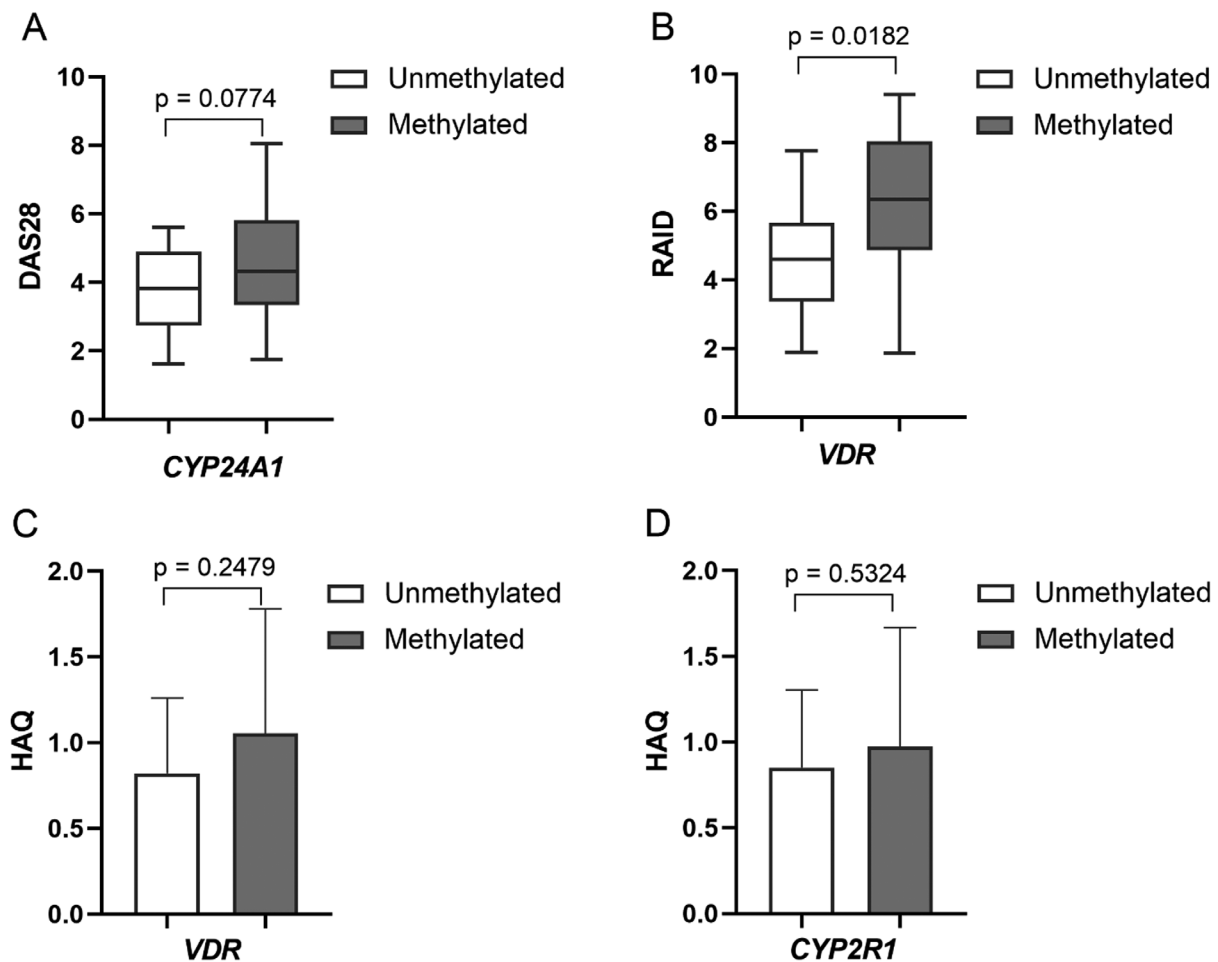 A
p = 0.0774
Unmethylated
Methylated
DAS28
10
8
6
4
2
0
CYP24A1
B
p = 0.0182
Unmethylated
Methylated
RAID
10
8
6
4
2
0
VDR
C
p = 0.2479
Unmethylated
Methylated
HAQ
2.0
1.5
1.0
0.5
0.0
VDR
D
p = 0.5324
Unmethylated
Methylated
HAQ
2.0
1.5
1.0
0.5
0.0
CYP2R1